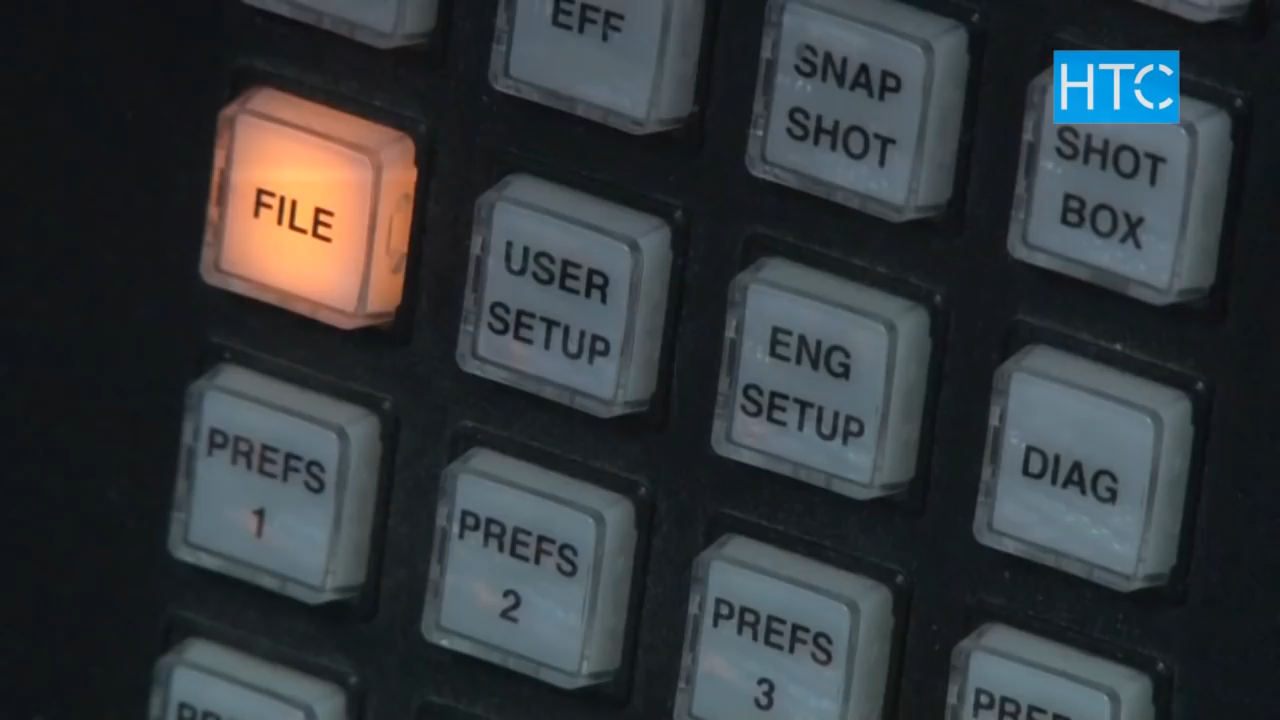 EFF
SNAP
SHOT
HTC
SHOT
BOX
FILE
USER
SETUP
ENG
SETUP
DIAG
PREFS
1
PREFS
2
PREFS
3